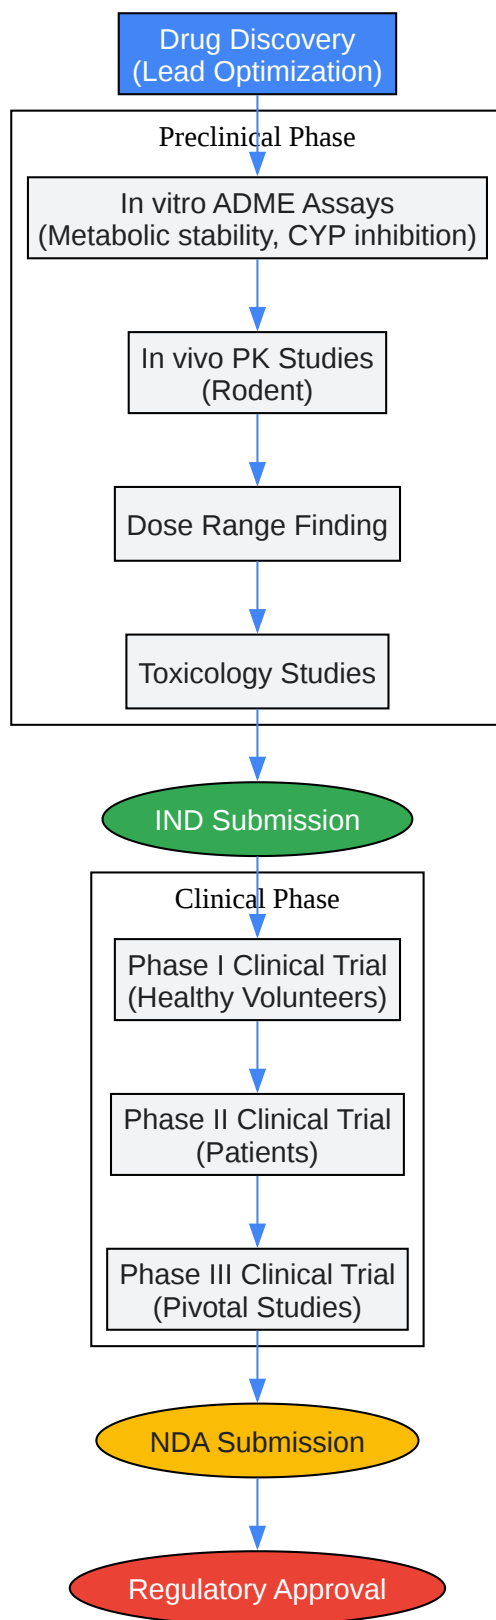 Drug Discovery
(Lead Optimization)
Preclinical Phase
In vitro ADME Assays
(Metabolic stability, CYP inhibition)
In vivo PK Studies
(Rodent)
Dose Range Finding
Toxicology Studies
IND Submission
Clinical Phase
Phase I Clinical Trial
(Healthy Volunteers)
Phase II Clinical Trial
(Patients)
Phase III Clinical Trial
(Pivotal Studies)
NDA Submission
Regulatory Approval